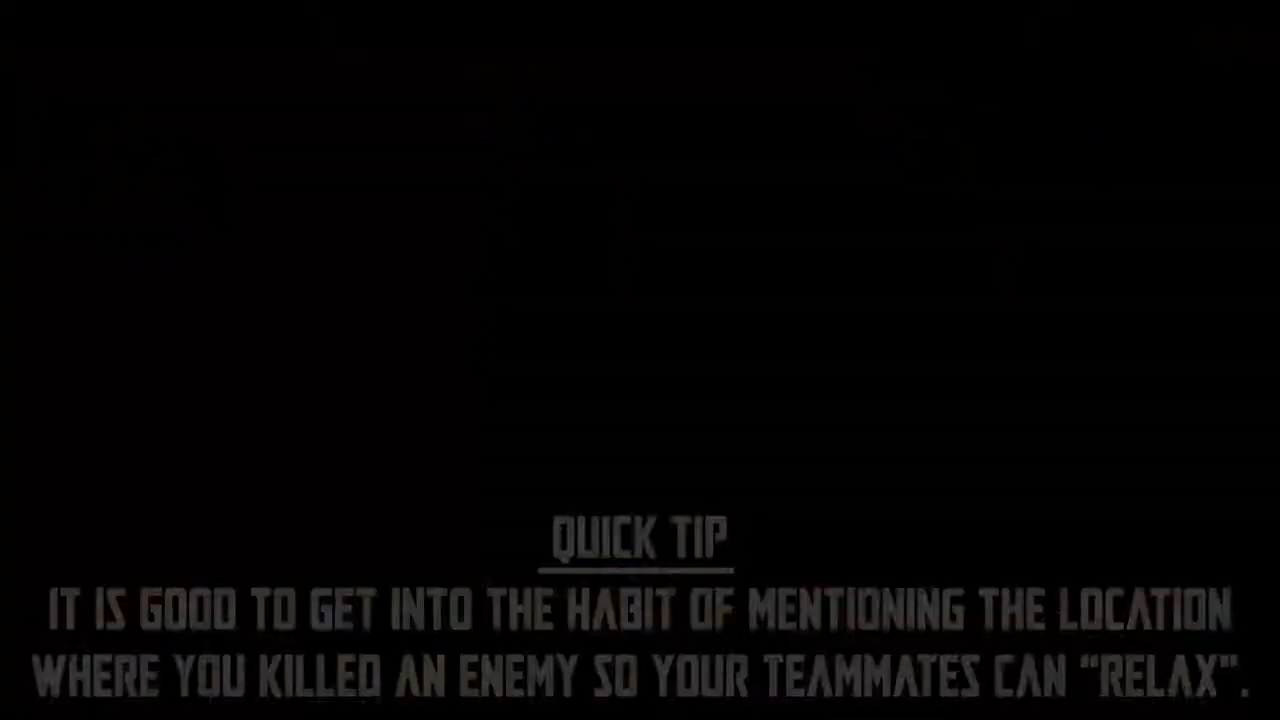 QUICK TIP
IT IS GOOD TO GET INTO THE HABIT OF MENTIONING THE LOCATION
WHERE YOU KILLED AN ENEMY SO YOUR TEAMMATES CAN "RELAX".